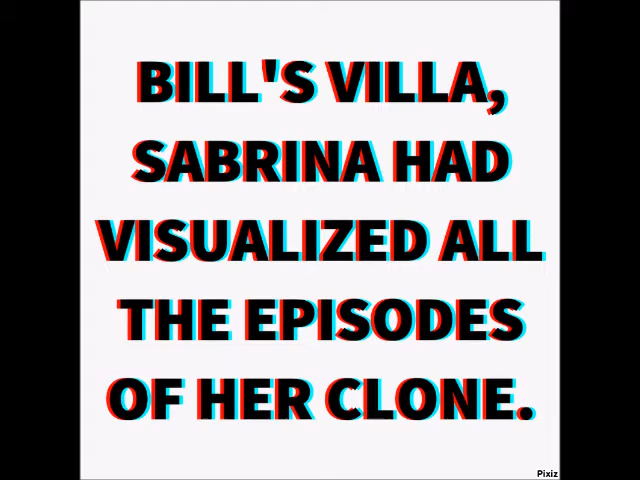 BILL'S VILLA,
SABRINA HAD
VISUALIZED ALL
THE EPISODES
OF HER CLONE.
Pixiz